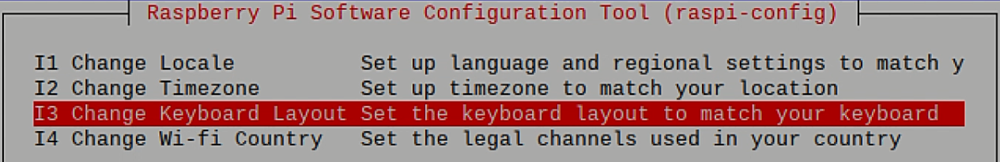 Raspberry Pi Software Configuration Tool (raspi-config)
I1 Change Locale Set up language and regional settings to match y
I2 Change Timezone Set up timezone to match your location
I3 Change Keyboard Layout Set the keyboard layout to match your keyboard
I4 Change Wi-fi Country Set the legal channels used in your country